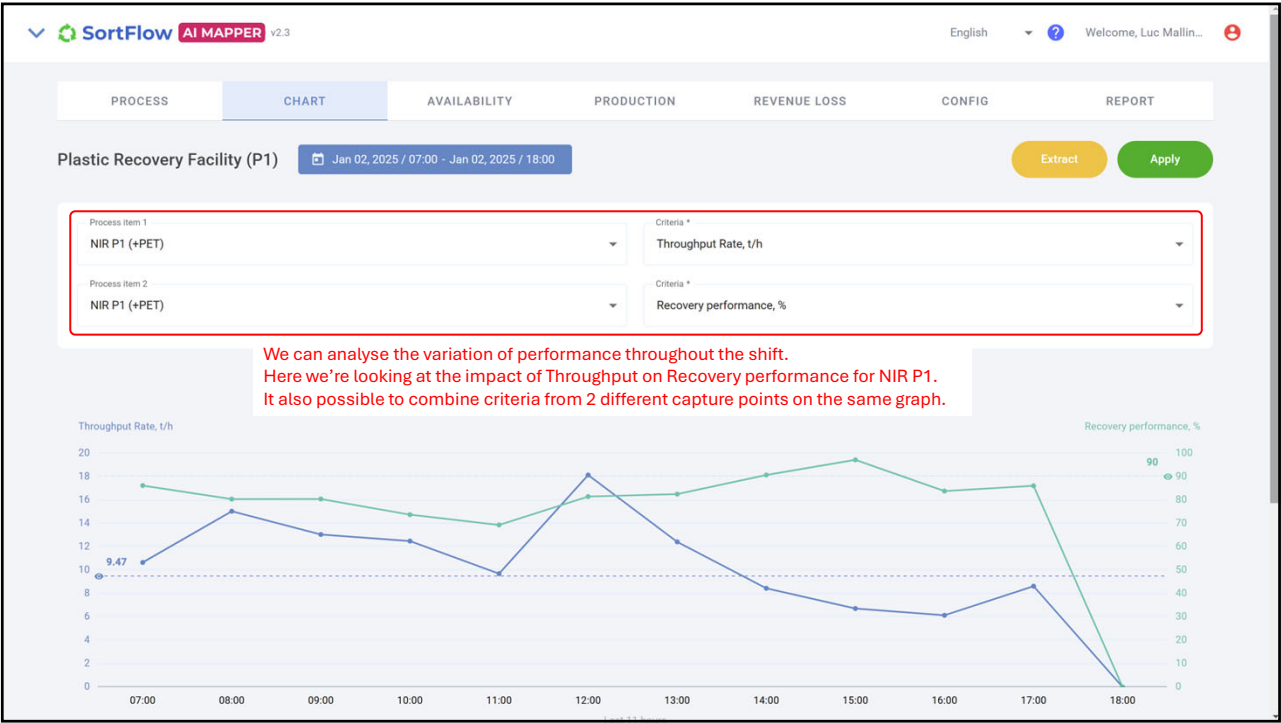 SortFlow AI MAPPER v2.3
English
Welcome, Luc Mallin...
PROCESS CHART AVAILABILITY PRODUCTION REVENUE LOSS CONFIG REPORT
Plastic Recovery Facility (P1)
Jan 02, 2025 / 07:00 - Jan 02, 2025 / 18:00
Extract
Apply
Process item 1
NIR P1 (+PET)
Criteria *
Throughput Rate, t/h
Process item 2
NIR P1 (+PET)
Criteria *
Recovery performance, %
We can analyse the variation of performance throughout the shift.
Here we're looking at the impact of Throughput on Recovery performance for NIR P1.
It also possible to combine criteria from 2 different capture points on the same graph.
Throughput Rate, t/h
Recovery performance, %
20
18
16
14
12
10
8
6
4
2
0
9.47
90
100
90
80
70
60
50
40
30
20
10
0
07:00 08:00 09:00 10:00 11:00 12:00 13:00 14:00 15:00 16:00 17:00 18:00
Last 11 hours